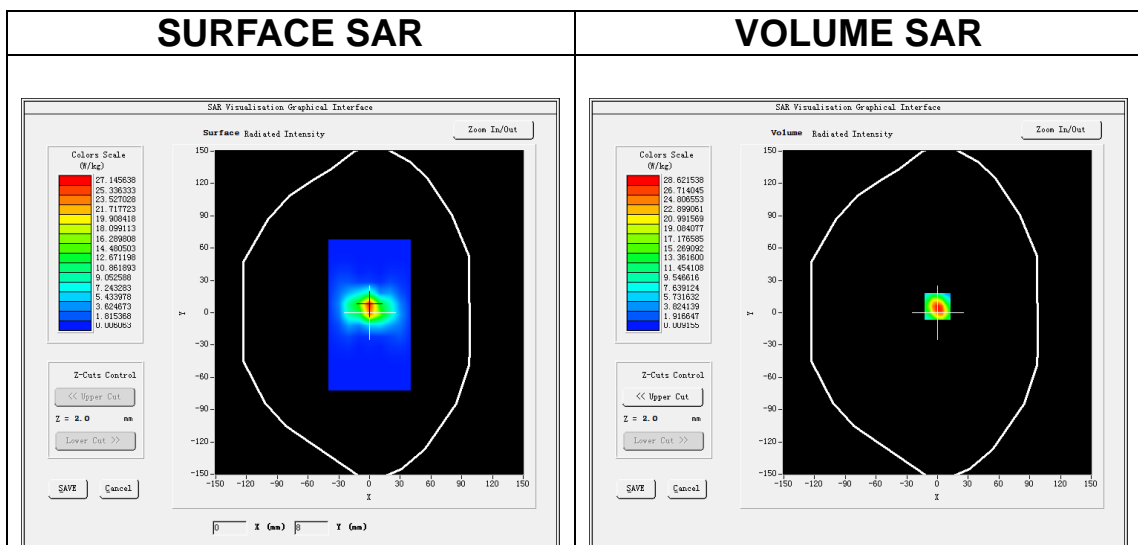 SURFACE SAR
VOLUME SAR
SAR Visualisation Graphical Interface
Surface Radiated Intensity
Zoom In/Out
Colors Scale
(W/kg)
27.145638
25.336333
23.527028
21.717723
19.908418
18.099113
16.289808
14.480503
12.671198
10.861893
9.052588
7.243283
5.433978
3.624673
1.815368
0.006063
Z-Cuts Control
<< Upper Cut
Z = 2.0 mm
Lower Cut >>
SAVE Cancel
150
120
90
60
30
0
-30
-60
-90
-120
-150
Y
-150 -120 -90 -60 -30 0 30 60 90 120 150
X
0 X (mm) 8 Y (mm)
SAR Visualisation Graphical Interface
Volume Radiated Intensity
Zoom In/Out
Colors Scale
(W/kg)
28.621538
26.714045
24.806553
22.899061
20.991569
19.084077
17.176585
15.269092
13.361600
11.454108
9.546616
7.639124
5.731632
3.824139
1.916647
0.009155
Z-Cuts Control
<< Upper Cut
Z = 2.0 mm
Lower Cut >>
SAVE Cancel
150
120
90
60
30
0
-30
-60
-90
-120
-150
Y
-150 -120 -90 -60 -30 0 30 60 90 120 150
X